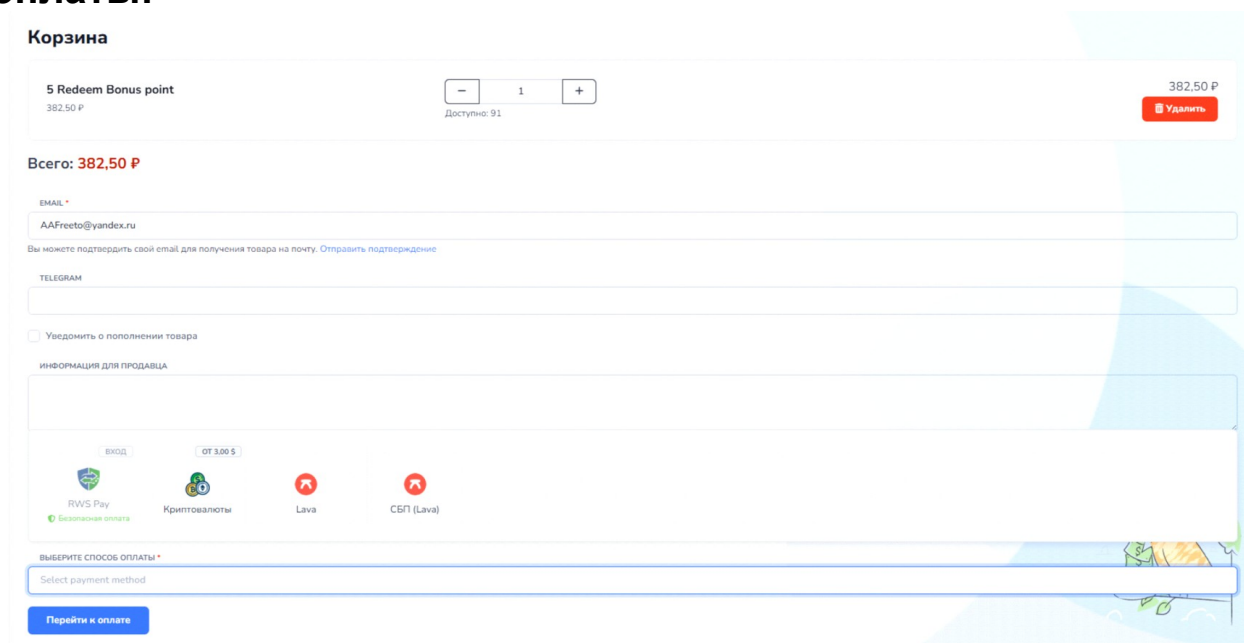 Корзина
5 Redeem Bonus point
382,50 ₽
− 1 +
Доступно: 91
382,50 ₽
Удалить
Всего: 382,50 ₽
EMAIL *
AAFreeto@yandex.ru
Вы можете подтвердить свой email для получения товара на почту. Отправить подтверждение
TELEGRAM
Уведомить о пополнении товара
ИНФОРМАЦИЯ ДЛЯ ПРОДАВЦА
ВХОД
ОТ 3,00 $
RWS Pay
Безопасная оплата
Криптовалюты
Lava
СБП (Lava)
ВЫБЕРИТЕ СПОСОБ ОПЛАТЫ *
Select payment method
Перейти к оплате